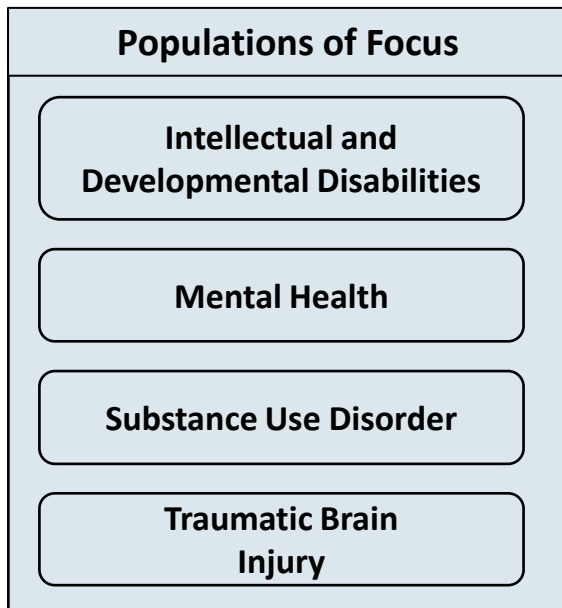 Populations of Focus
Intellectual and
Developmental Disabilities
Mental Health
Substance Use Disorder
Traumatic Brain
Injury